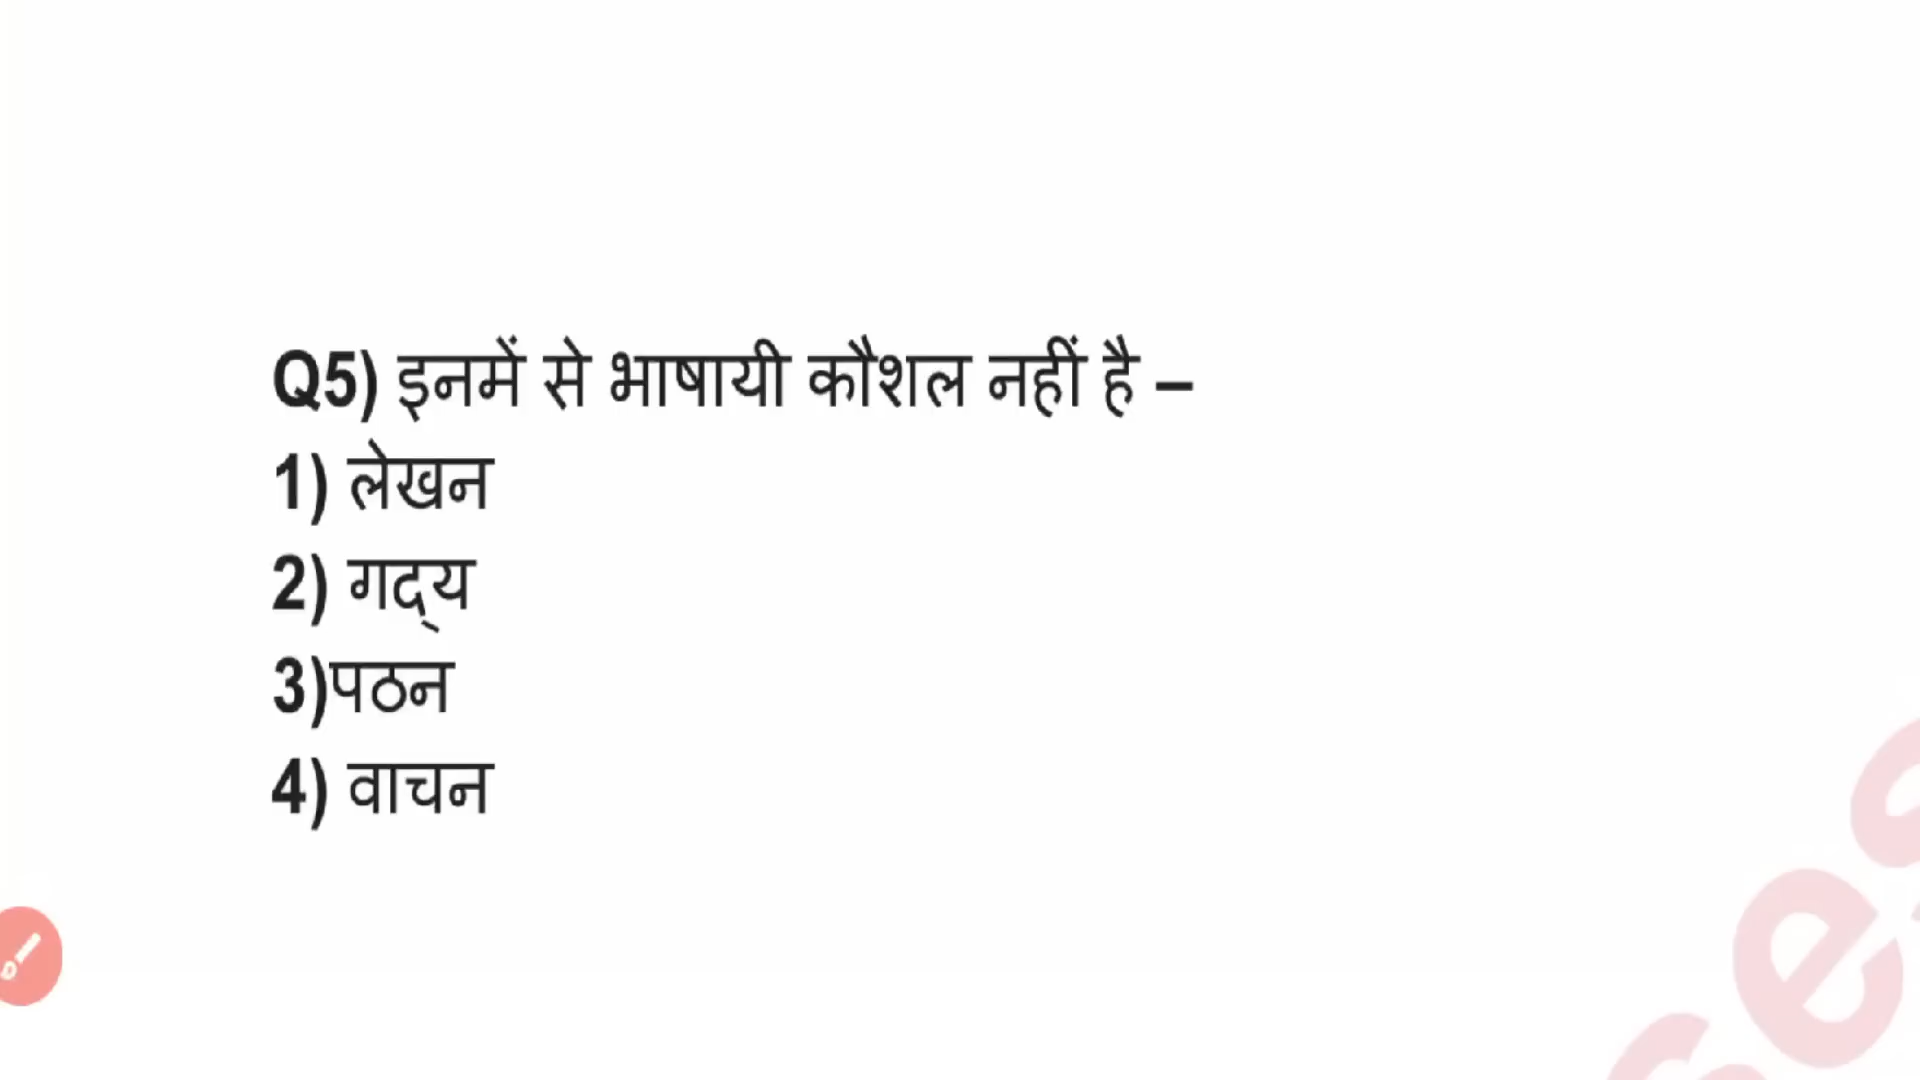 Q5) इनमें से भाषायी कौशल नहीं है –
1) लेखन
2) गद्‌य
3)पठन
4) वाचन